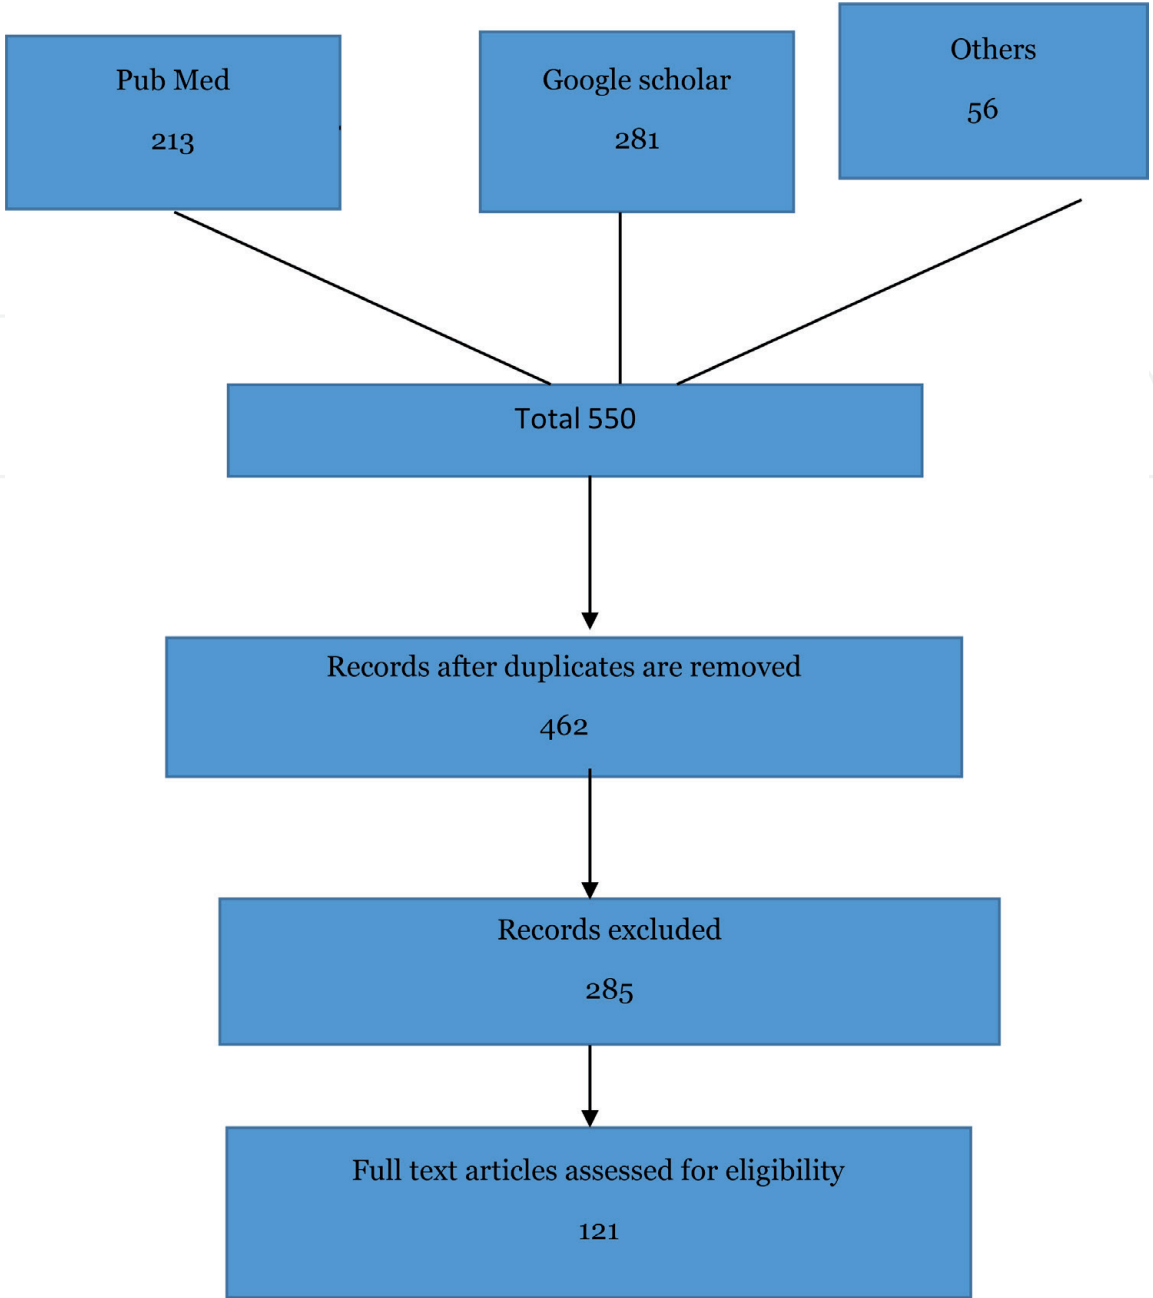 Pub Med
213
Google scholar
281
Others
56
Total 550
Records after duplicates are removed
462
Records excluded
285
Full text articles assessed for eligibility
121